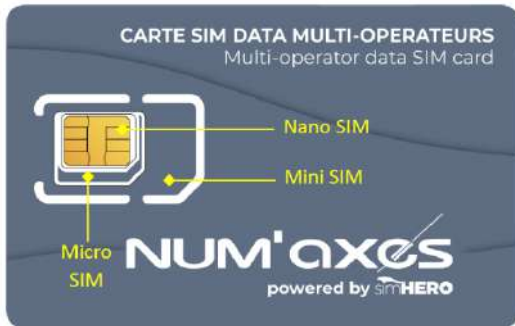 CARTE SIM DATA MULTI-OPERATEURS
Multi-operator data SIM card
Nano SIM
Mini SIM
Micro
SIM
NUM'axes
powered by simHERO